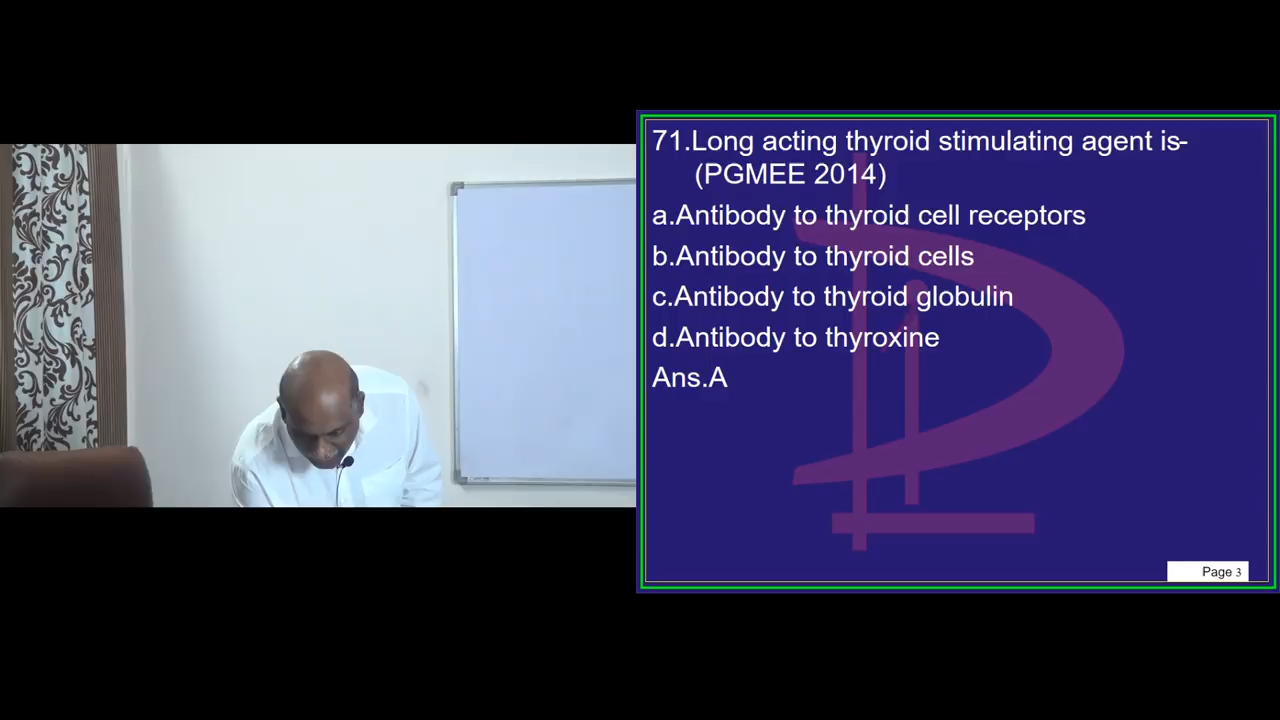 71.Long acting thyroid stimulating agent is-
(PGMEE 2014)
a.Antibody to thyroid cell receptors
b.Antibody to thyroid cells
c.Antibody to thyroid globulin
d.Antibody to thyroxine
Ans.A
Page 3